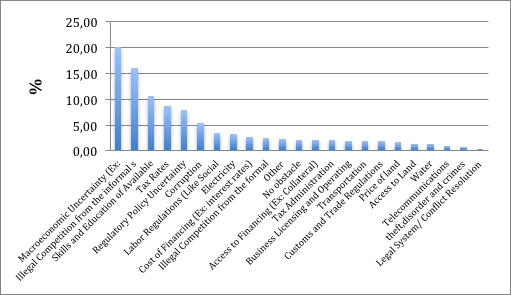 25,00
20,00
15,00
10,00
5,00
0,00
%
Macroeconomic Uncertainty (Ex:
Illegal Competition from the informal s
Skills and Education of Available
Tax Rates
Regulatory Policy Uncertainty
Corruption
Labor Regulations (Like Social
Electricity
Cost of Financing (Ec: interest rates)
Illegal Competition from the formal
Other
No obstacle
Access to Financing (Ec: Collateral)
Tax Administration
Business Licensing and Operating
Transportation
Customs and Trade Regulations
Price of land
Access to Land
Water
Telecommunications
theft,disorder and crimes
Legal System/ Conflict Resolution